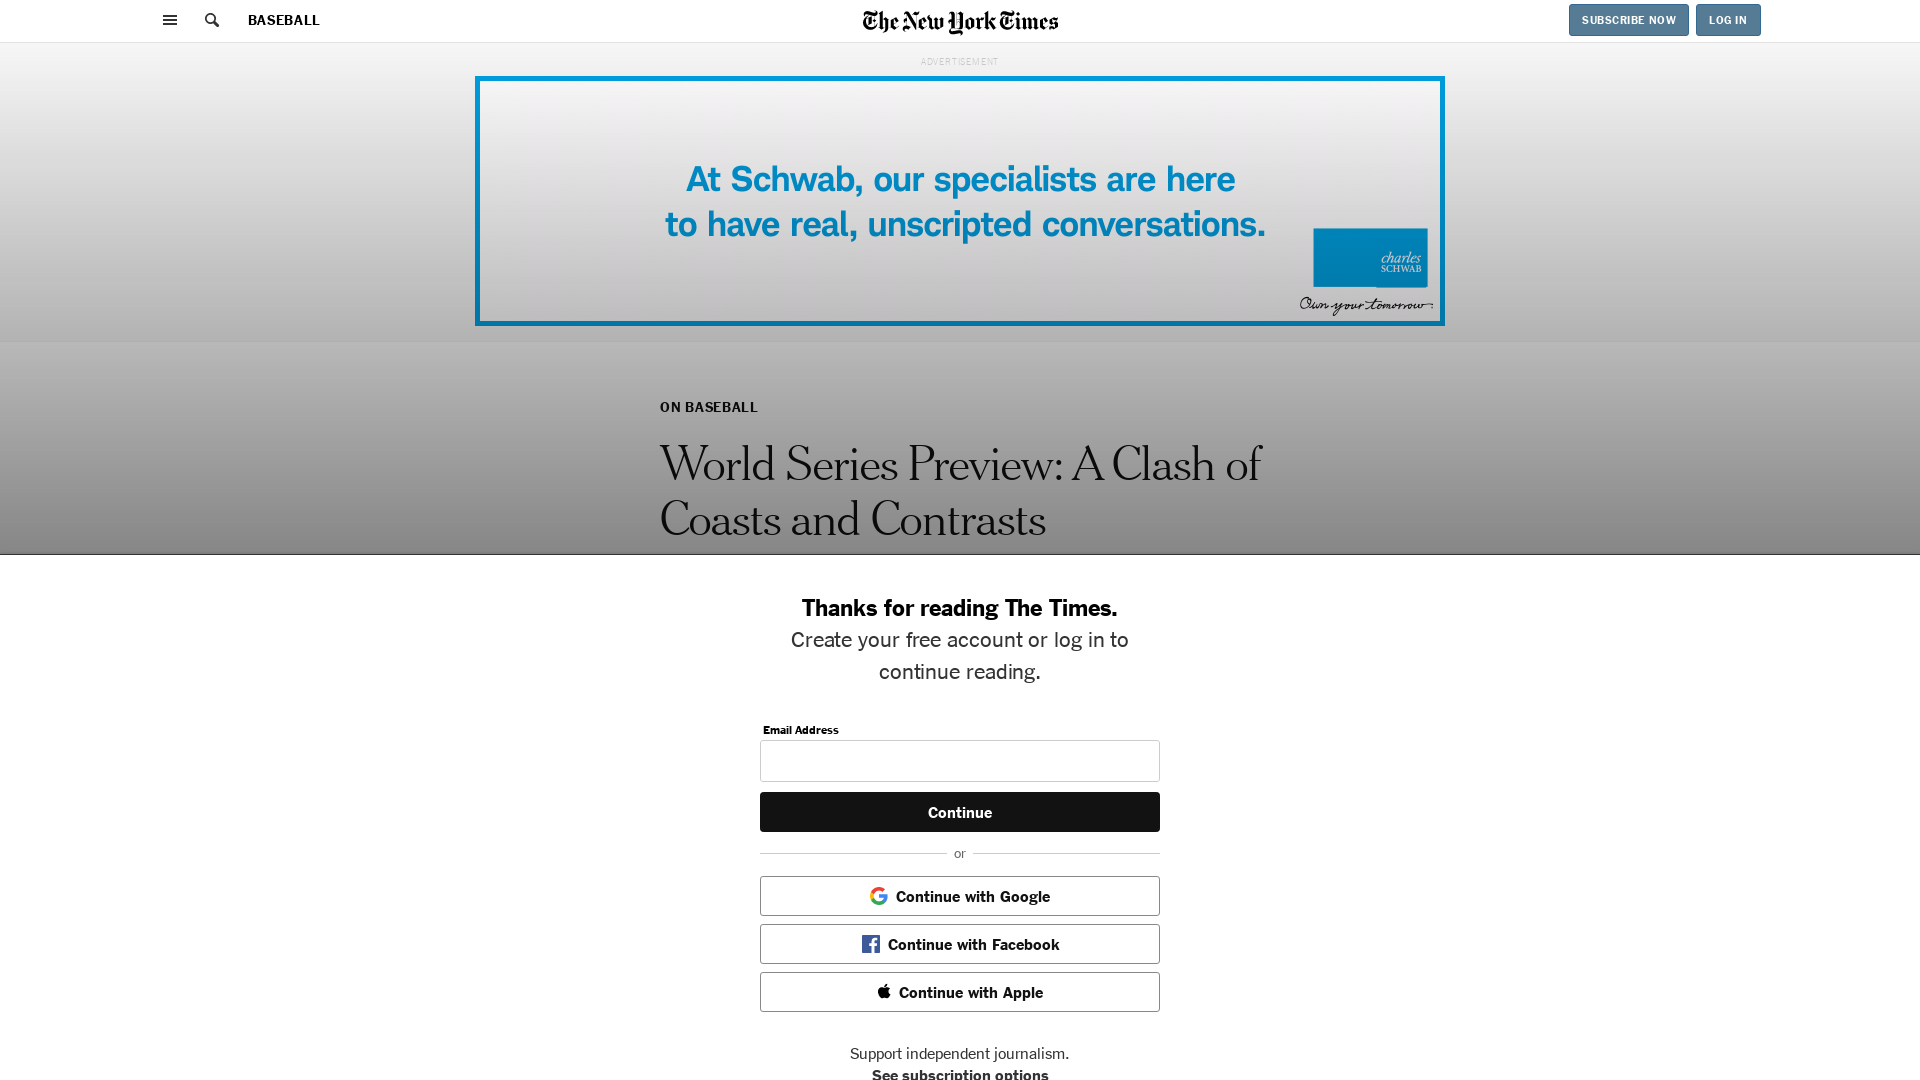 BASEBALL
The New York Times
SUBSCRIBE NOW
LOG IN
ADVERTISEMENT
At Schwab, our specialists are here
to have real, unscripted conversations.
charles
SCHWAB
Own your tomorrow.
ON BASEBALL
World Series Preview: A Clash of
Coasts and Contrasts
Thanks for reading The Times.
Create your free account or log in to
continue reading.
Email Address
Continue
or
Continue with Google
Continue with Facebook
Continue with Apple
Support independent journalism.
See subscription options